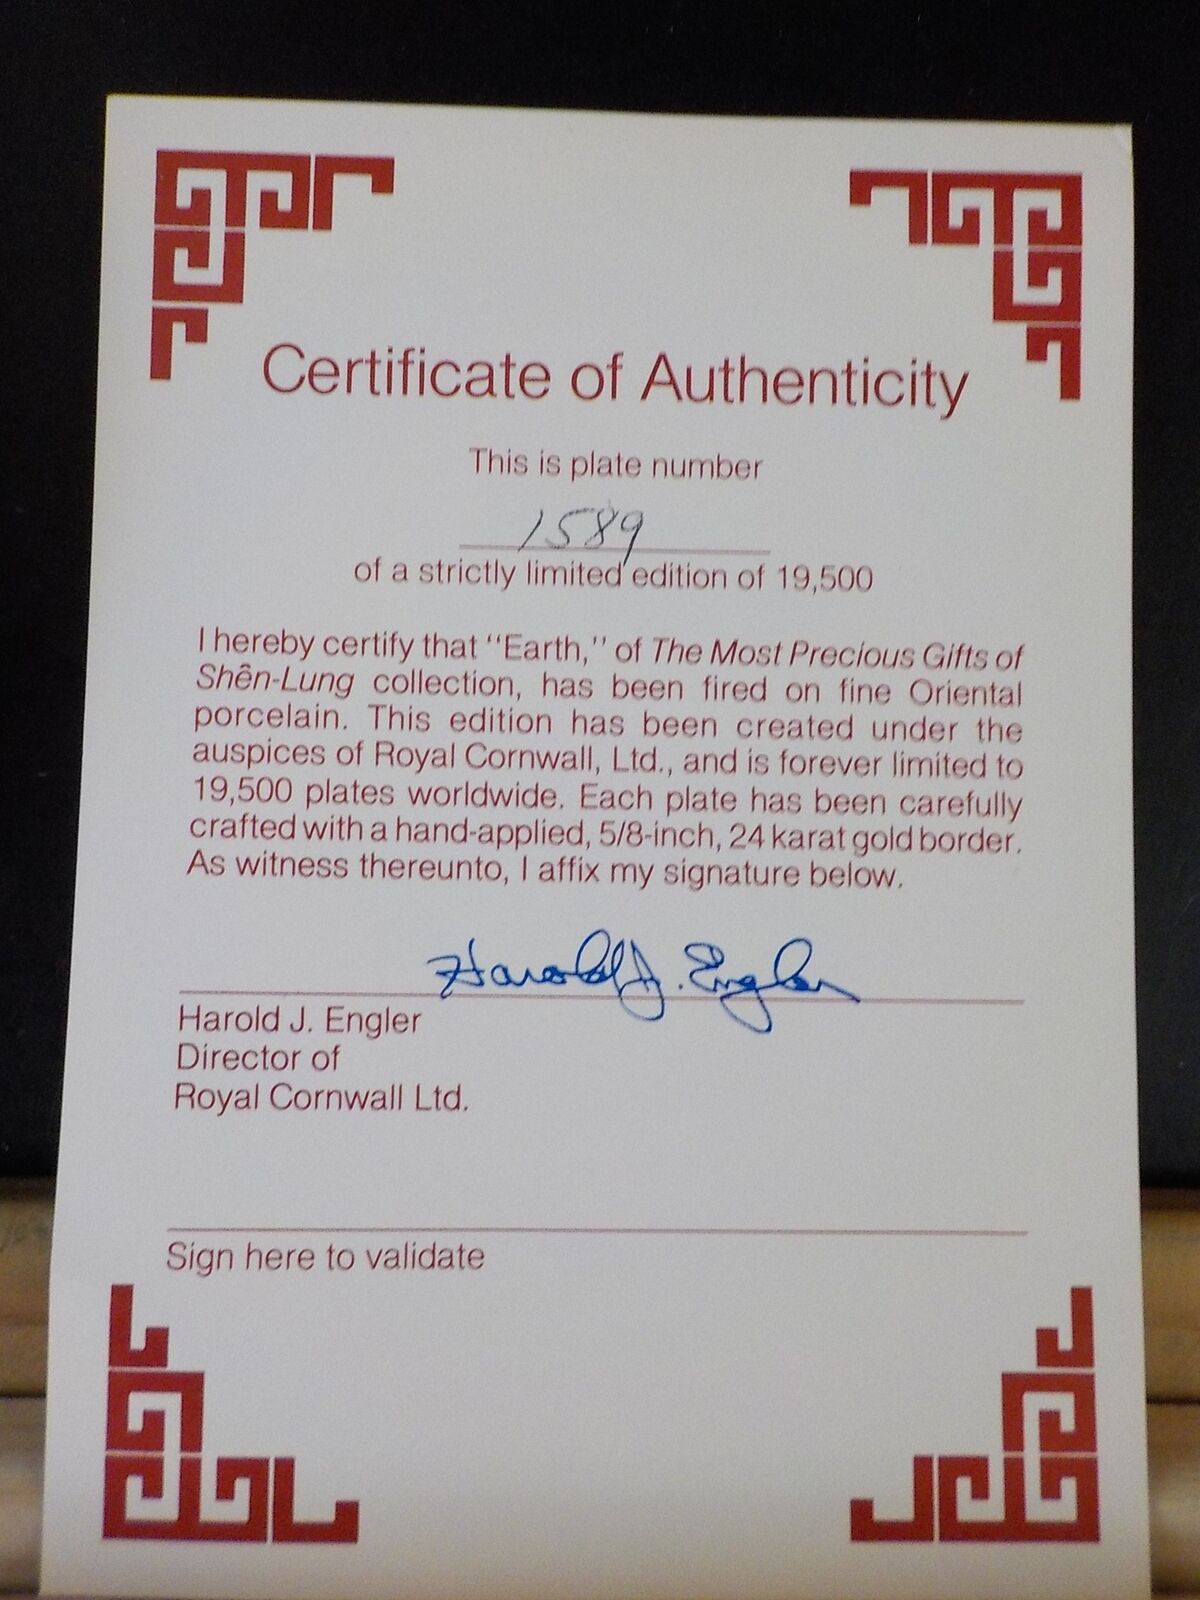 Certificate of Authenticity
This is plate number
1589
of a strictly limited edition of 19,500
I hereby certify that "Earth," of The Most Precious Gifts of
Shên-Lung collection, has been fired on fine Oriental
porcelain. This edition has been created under the
auspices of Royal Cornwall, Ltd., and is forever limited to
19,500 plates worldwide. Each plate has been carefully
crafted with a hand-applied, 5/8-inch, 24 karat gold border.
As witness thereunto, I affix my signature below.
Harold J. Engler
Harold J. Engler
Director of
Royal Cornwall Ltd.
Sign here to validate